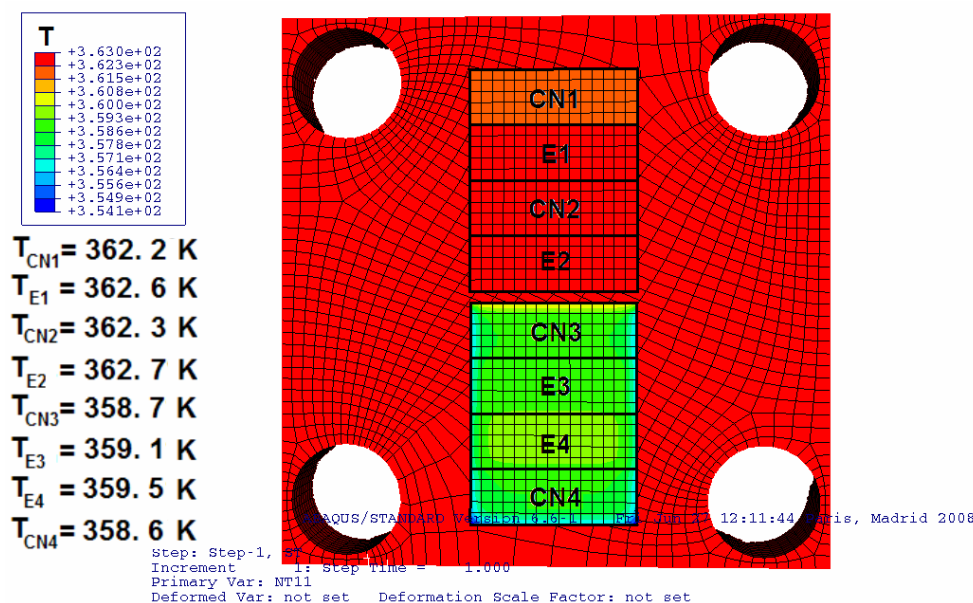 T
+3.630e+02
+3.623e+02
+3.615e+02
+3.608e+02
+3.600e+02
+3.593e+02
+3.586e+02
+3.578e+02
+3.571e+02
+3.564e+02
+3.556e+02
+3.549e+02
+3.541e+02
TCN1= 362. 2 K
TE1 = 362. 6 K
TCN2= 362. 3 K
TE2 = 362. 7 K
TCN3= 358. 7 K
TE3 = 359. 1 K
TE4 = 359. 5 K
TCN4= 358. 6 K
CN1
E1
CN2
E2
CN3
E3
E4
CN4
ABAQUS/STANDARD Version 6.6-1 Fri Jun 12:11:44 Paris, Madrid 2008
Step: Step-1,
Increment 1: Step Time = 1.000
Primary Var: NT11
Deformed Var: not set Deformation Scale Factor: not set